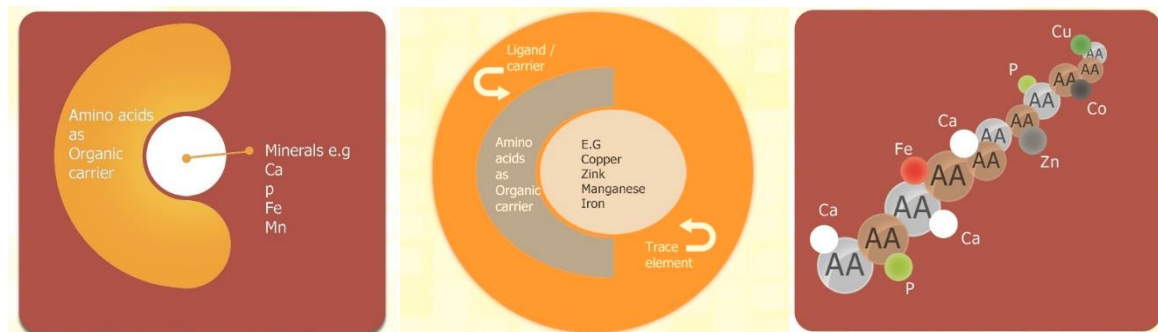 Amino acids
as
Organic
carrier
Minerals e.g
Ca
p
Fe
Mn
Ligand /
carrier
Amino
acids
as
Organic
carrier
E.G
Copper
Zink
Manganese
Iron
Trace
element
Cu
AA
AA
P
AA
Co
AA
AA
Ca
Zn
AA
AA
Fe
AA
AA
Ca
Ca
AA
AA
P